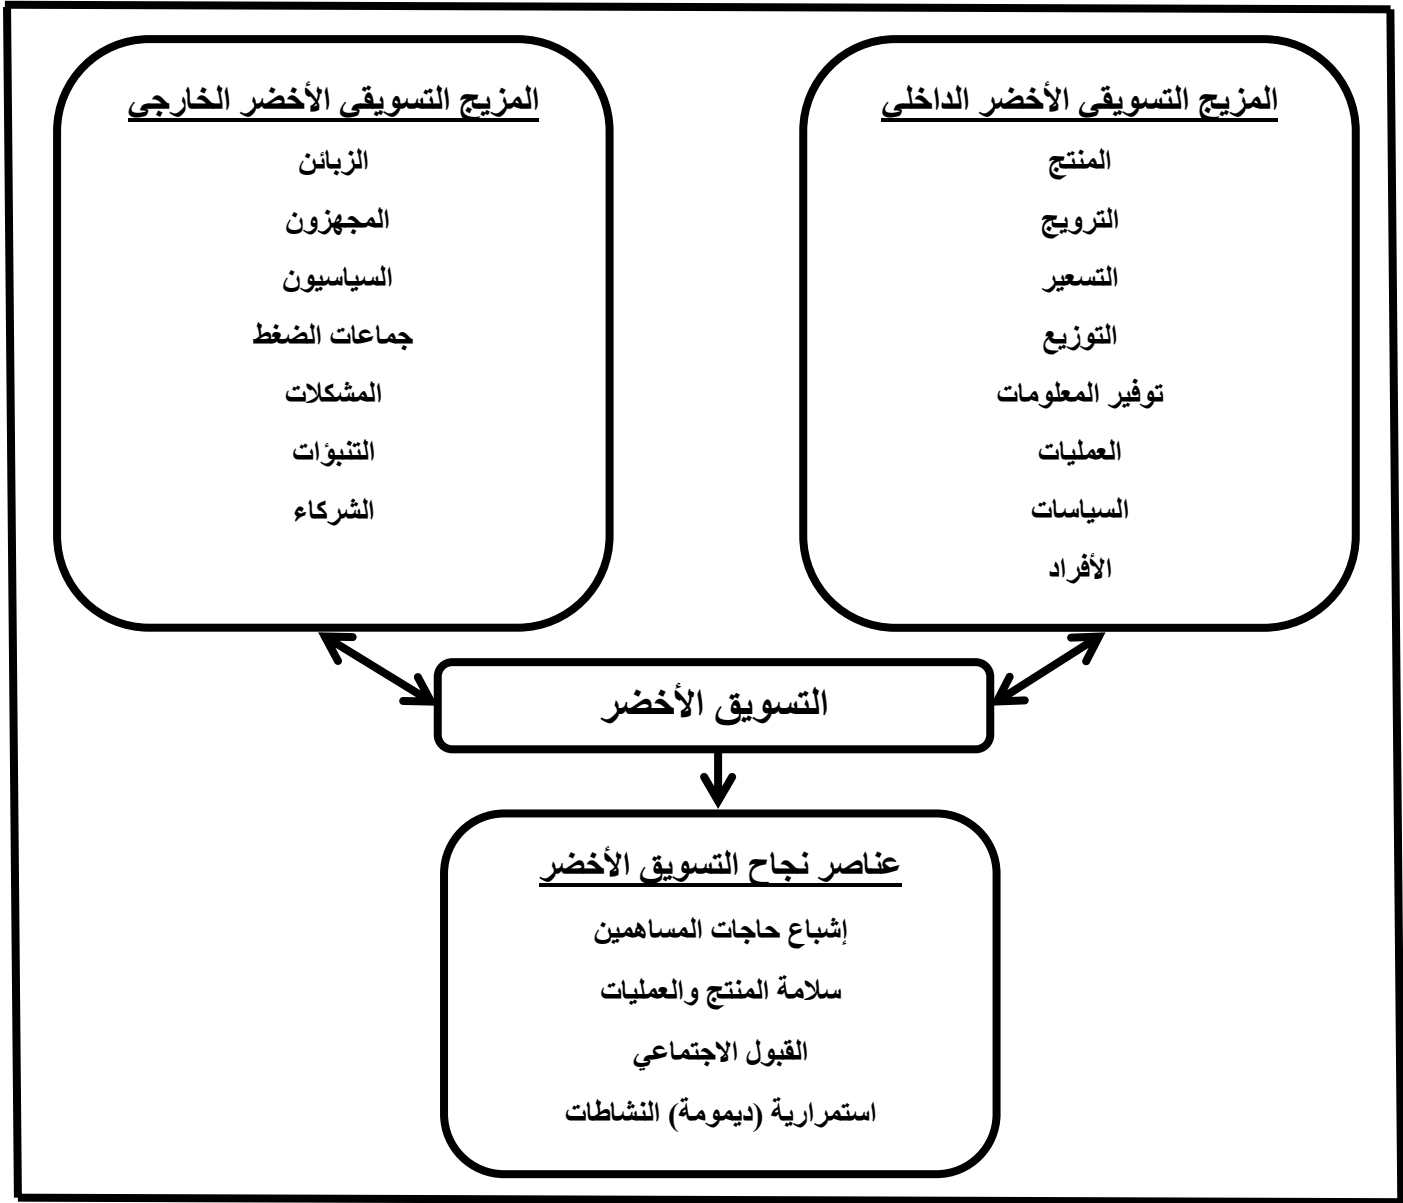 المزيج التسويقي الأخضر الداخلي
المنتج
الترويج
التسعير
التوزيع
توفير المعلومات
العمليات
السياسات
الأفراد
المزيج التسويقي الأخضر الخارجي
الزبائن
المجهزون
السياسيون
جماعات الضغط
المشكلات
التنبؤات
الشركاء
التسويق الأخضر
عناصر نجاح التسويق الأخضر
إشباع حاجات المساهمين
سلامة المنتج والعمليات
القبول الاجتماعي
استمرارية (ديمومة) النشاطات